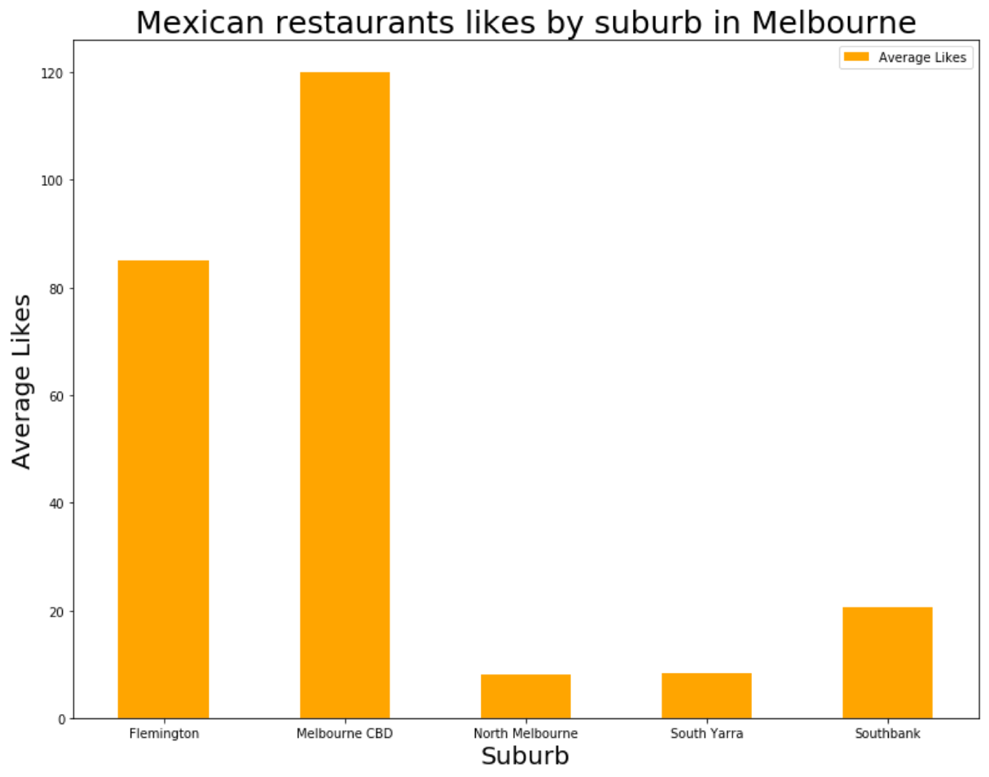 Mexican restaurants likes by suburb in Melbourne
Average Likes
120
100
80
60
40
20
0
Average Likes
Flemington
Melbourne CBD
North Melbourne
South Yarra
Southbank
Suburb